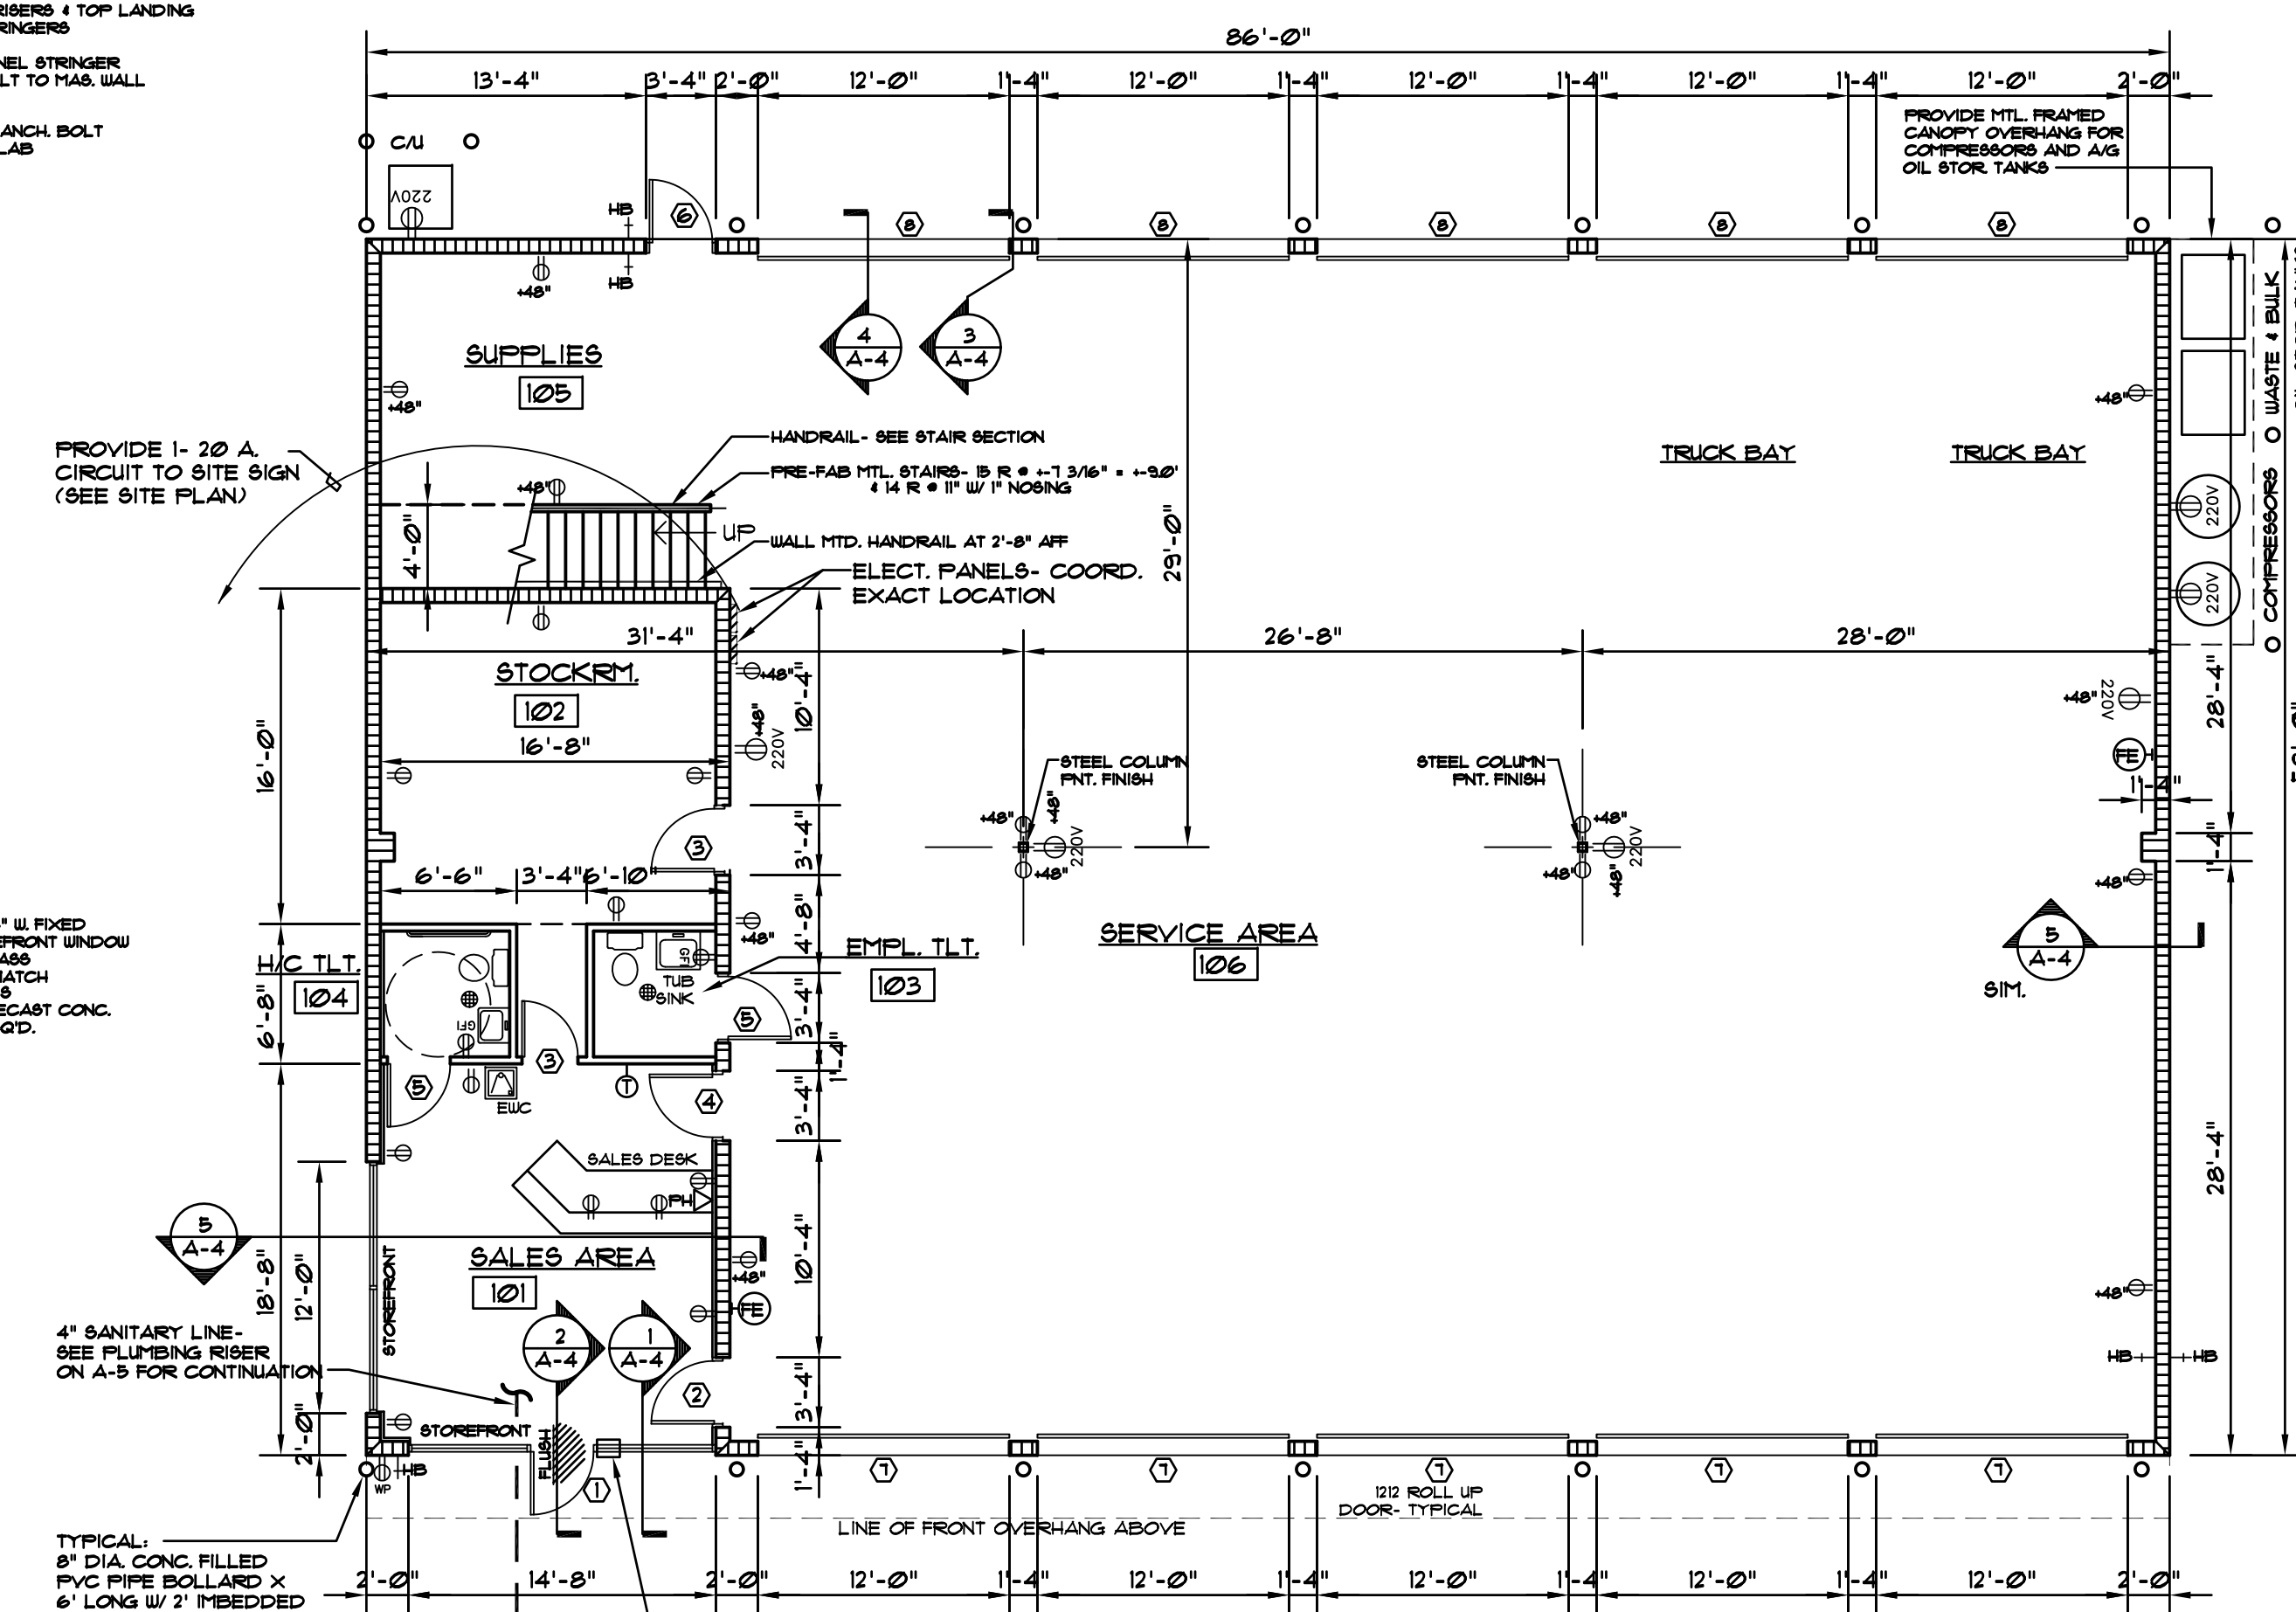 RISERS & TOP LANDING
RINGERS
NEL STRINGER
LT TO MAS. WALL
ANCH. BOLT
LAB
86'-0"
13'-4"
3'-4"
2'-0"
12'-0"
1'-4"
12'-0"
1'-4"
12'-0"
1'-4"
12'-0"
1'-4"
12'-0"
2'-0"
PROVIDE MTL. FRAMED
CANOPY OVERHANG FOR
COMPRESSORS AND A/G
OIL STOR. TANKS
C/U
220V
HB
HB
6
8
8
8
8
8
+48"
SUPPLIES
105
+48"
4
A-4
3
A-4
PROVIDE 1- 20 A.
CIRCUIT TO SITE SIGN
(SEE SITE PLAN)
HANDRAIL- SEE STAIR SECTION
PRE-FAB MTL. STAIRS- 15 R @ +-7 3/16" = +-9.0'
& 14 R @ 11" W/ 1" NOSING
+48"
4'-0"
UP
WALL MTD. HANDRAIL AT 2'-8" AFF
ELECT. PANELS- COORD.
EXACT LOCATION
29'-0"
TRUCK BAY
TRUCK BAY
+48"
WASTE & BULK
COMPRESSORS
220V
220V
31'-4"
26'-8"
28'-0"
STOCKRM.
102
16'-8"
16'-0"
+48"
+48"
220V
10'-4"
3'-4"
3
STEEL COLUMN
PNT. FINISH
STEEL COLUMN
PNT. FINISH
+48"
+48"
220V
+48"
+48"
220V
+48"
+48"
+48"
220V
FE
1'-4"
28'-4"
1'-4"
+48"
6'-6"
3'-4"
6'-10
4'-8"
+48"
" W. FIXED
EFRONT WINDOW
ASS
MATCH
S
ECAST CONC.
Q'D.
H/C TLT.
104
6'-8"
GFI
GFI
TUB
SINK
EMPL. TLT.
103
SERVICE AREA
106
5
A-4
SIM.
3'-4"
5
1'-4"
3
5
T
4
3'-4"
EWC
SALES DESK
PH
28'-4"
5
A-4
SALES AREA
101
18'-8"
12'-0"
STOREFRONT
10'-4"
+48"
FE
+48"
HB
HB
2
A-4
1
A-4
4" SANITARY LINE-
SEE PLUMBING RISER
ON A-5 FOR CONTINUATION
2
3'-4"
2'-0"
STOREFRONT
FLUSH
1'-4"
HB
WP
1
7
7
7
7
7
1212 ROLL UP
DOOR- TYPICAL
LINE OF FRONT OVERHANG ABOVE
TYPICAL:
8" DIA. CONC. FILLED
PVC PIPE BOLLARD X
6' LONG W/ 2' IMBEDDED
2'-0"
14'-8"
2'-0"
12'-0"
1'-4"
12'-0"
1'-4"
12'-0"
1'-4"
12'-0"
1'-4"
12'-0"
2'-0"